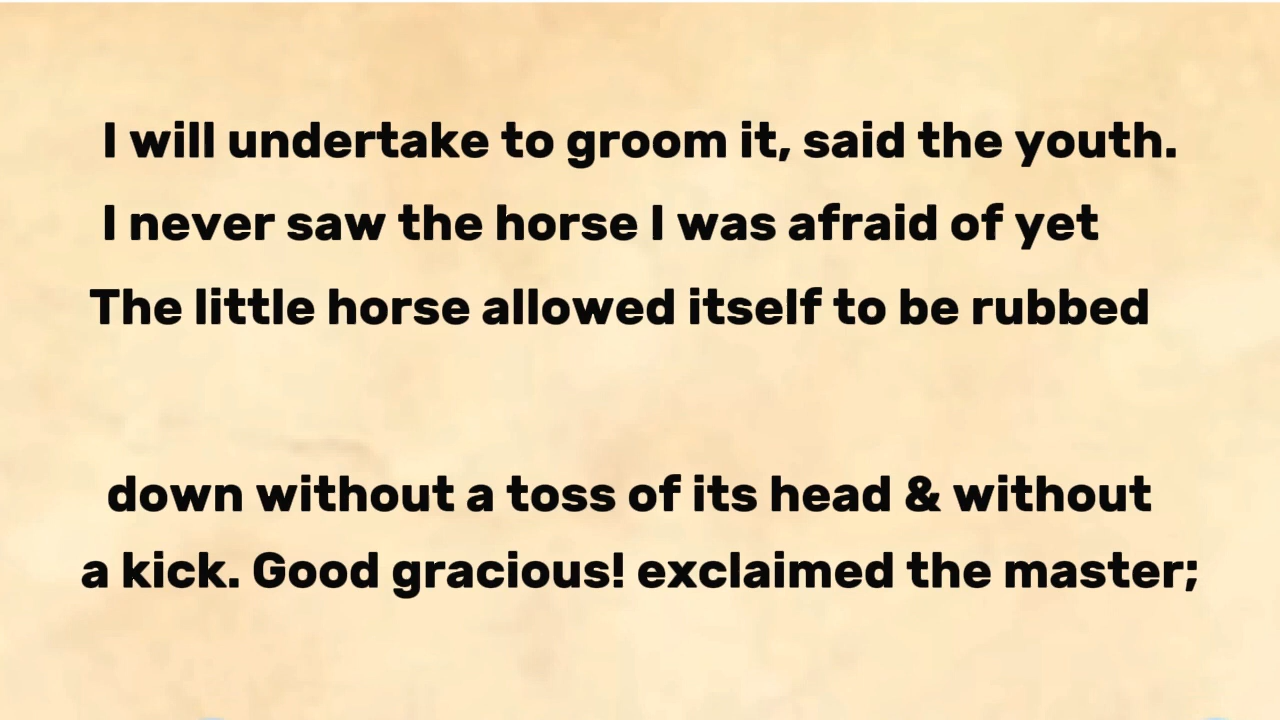 I will undertake to groom it, said the youth.
I never saw the horse I was afraid of yet
The little horse allowed itself to be rubbed
down without a toss of its head & without
a kick. Good gracious! exclaimed the master;